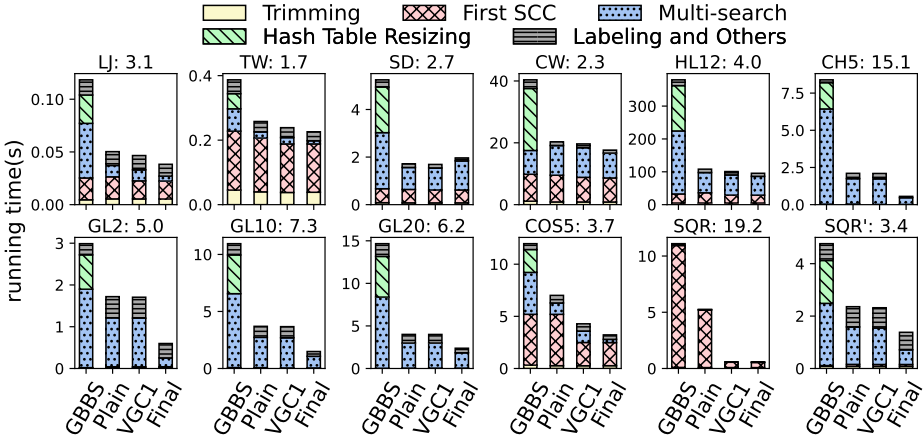 Trimming First SCC Multi-search
Hash Table Resizing Labeling and Others
running time(s)
LJ: 3.1 TW: 1.7 SD: 2.7 CW: 2.3 HL12: 4.0 CH5: 15.1
0.10 0.4 4 40 300 7.5
0.05 0.2 2 20 200 5.0
100 2.5
0.00 0.0 0 0 0 0.0
GL2: 5.0 GL10: 7.3 GL20: 6.2 COS5: 3.7 SQR: 19.2 SQR': 3.4
3 10 15 10 10 4
2 5 10 5 5 2
1 5
0 0 0 0 0 0
GBBS Plain VGC1 Final GBBS Plain VGC1 Final GBBS Plain VGC1 Final GBBS Plain VGC1 Final GBBS Plain VGC1 Final GBBS Plain VGC1 Final